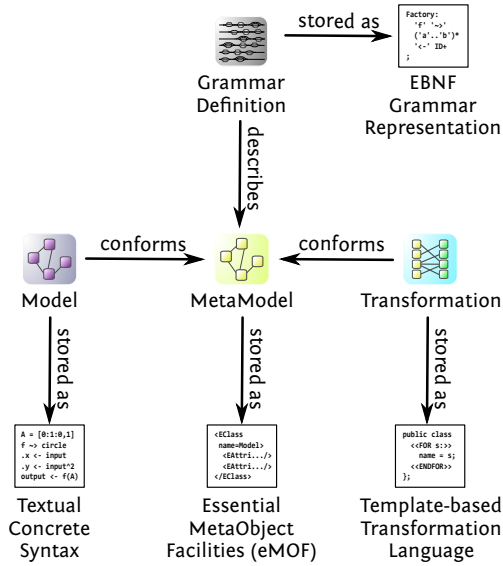 stored as
Factory:
'f' '~>'
('a'..'b')*
'<-' ID+
;
Grammar
Definition
EBNF
Grammar
Representation
describes
conforms
conforms
Model
MetaModel
Transformation
stored as
stored as
stored as
A = [0:1:0,1]
f ~> circle
.x <- input
.y <- input^2
output <- f(A)
<EClass
name=Model>
<EAttri.../>
<EAttri.../>
</EClass>
public class
<<FOR s:>>
name = s;
<<ENDFOR>>
};
Textual
Concrete
Syntax
Essential
MetaObject
Facilities (eMOF)
Template-based
Transformation
Language